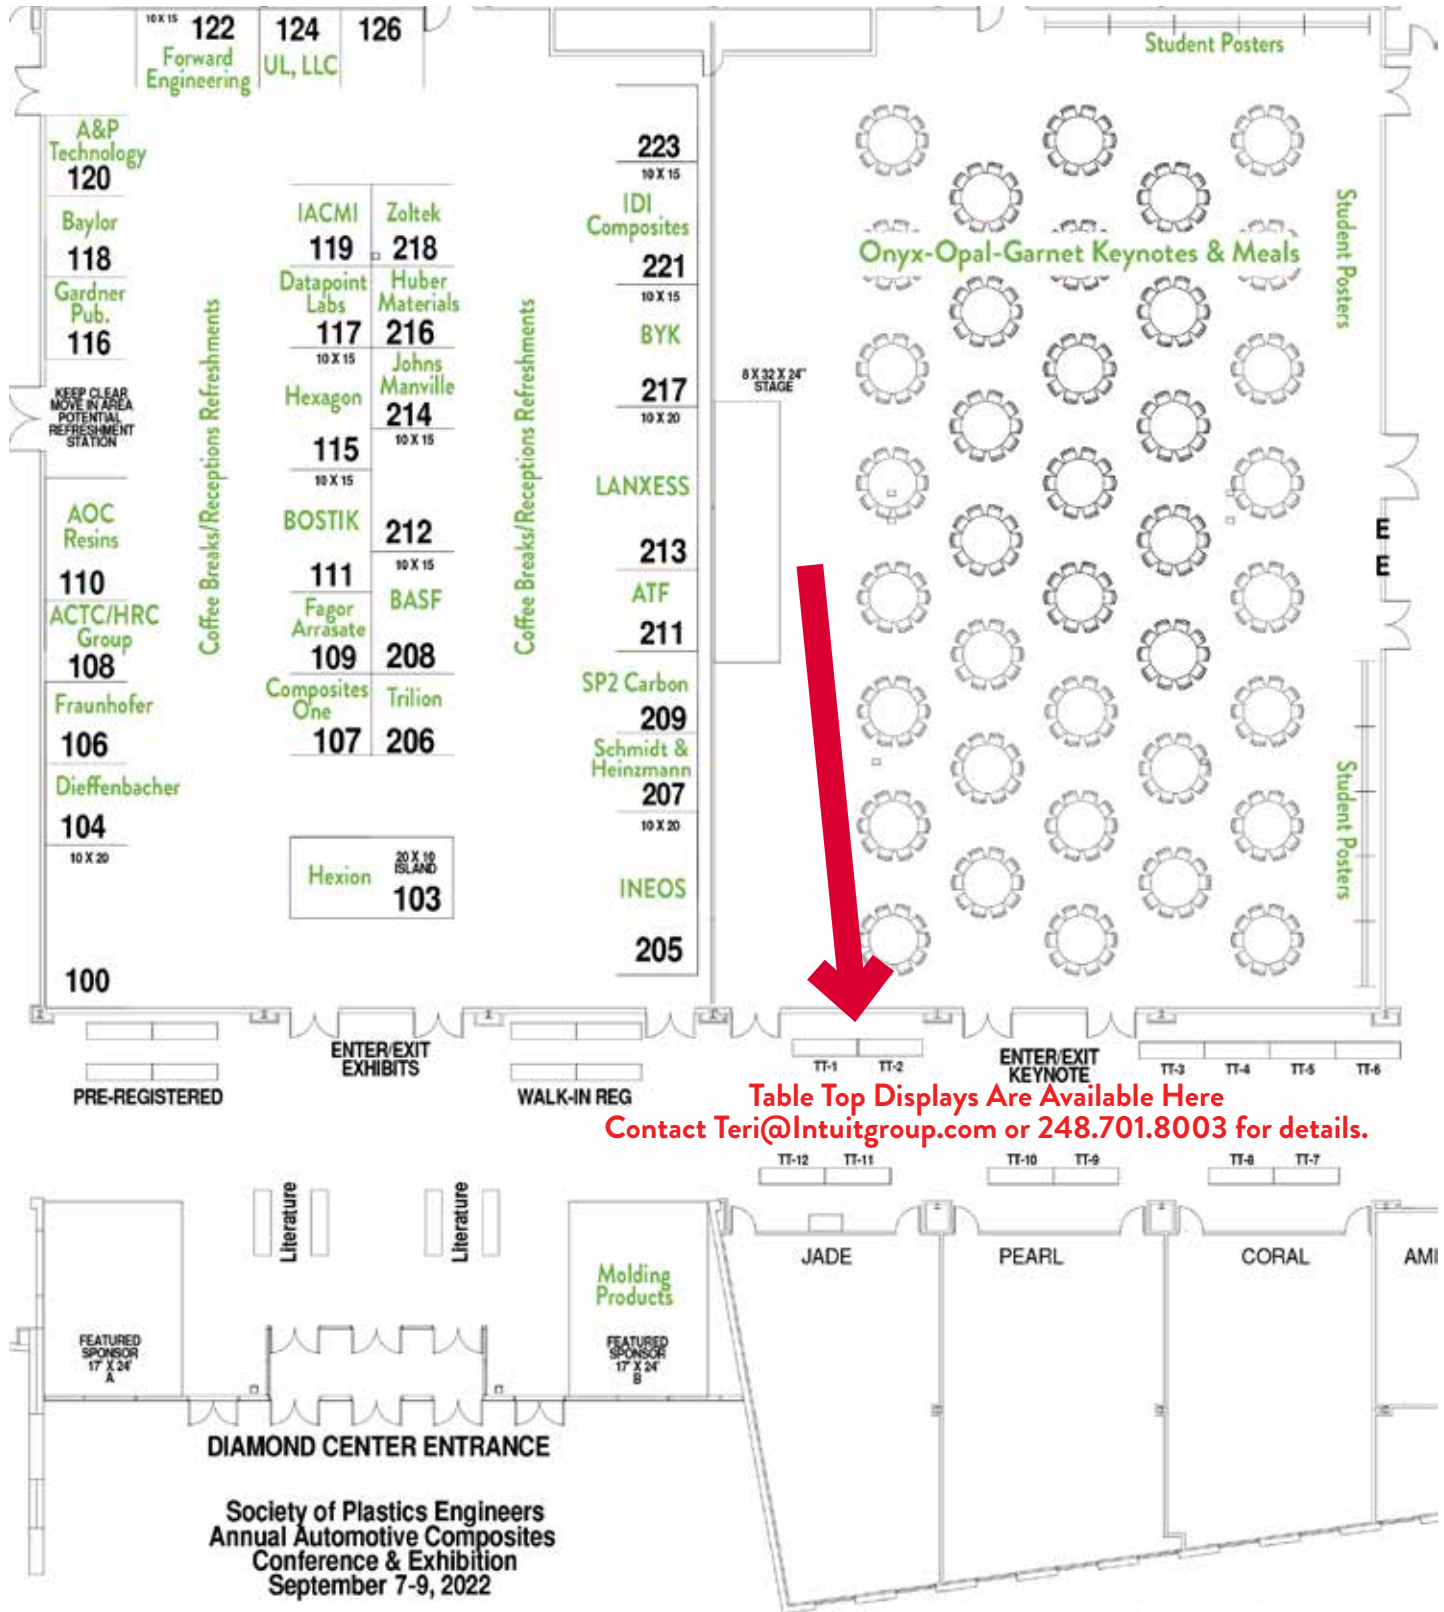 10 X 15
122
Forward
Engineering
124
UL, LLC
126
Student Posters
A&P
Technology
120
Baylor
118
Gardner
Pub.
116
KEEP CLEAR
MOVE IN AREA
POTENTIAL
REFRESHMENT
STATION
AOC
Resins
110
ACTC/HRC
Group
108
Fraunhofer
106
Dieffenbacher
104
10 X 20
100
Coffee Breaks/Receptions Refreshments
IACMI
119
Zoltek
218
Datapoint
Labs
117
10 X 15
Huber
Materials
216
Hexagon
115
10 X 15
Johns
Manville
214
10 X 15
BOSTIK
111
212
10 X 15
Fagor
Arrasate
109
BASF
208
Composites
One
107
Trilion
206
Hexion
20 X 10
ISLAND
103
Coffee Breaks/Receptions Refreshments
223
10 X 15
IDI
Composites
221
10 X 15
BYK
217
10 X 20
LANXESS
213
ATF
211
SP2 Carbon
209
Schmidt &
Heinzmann
207
10 X 20
INEOS
205
8 X 32 X 24"
STAGE
Onyx-Opal-Garnet Keynotes & Meals
Student Posters
E
E
Student Posters
PRE-REGISTERED
ENTER/EXIT
EXHIBITS
WALK-IN REG
TT-1
TT-2
ENTER/EXIT
KEYNOTE
TT-3
TT-4
TT-5
TT-6
Table Top Displays Are Available Here
Contact Teri@Intuitgroup.com or 248.701.8003 for details.
TT-12
TT-11
TT-10
TT-9
TT-8
TT-7
Literature
Literature
JADE
PEARL
CORAL
AMI
Molding
Products
FEATURED
SPONSOR
17' X 24'
A
FEATURED
SPONSOR
17' X 24'
B
DIAMOND CENTER ENTRANCE
Society of Plastics Engineers
Annual Automotive Composites
Conference & Exhibition
September 7-9, 2022